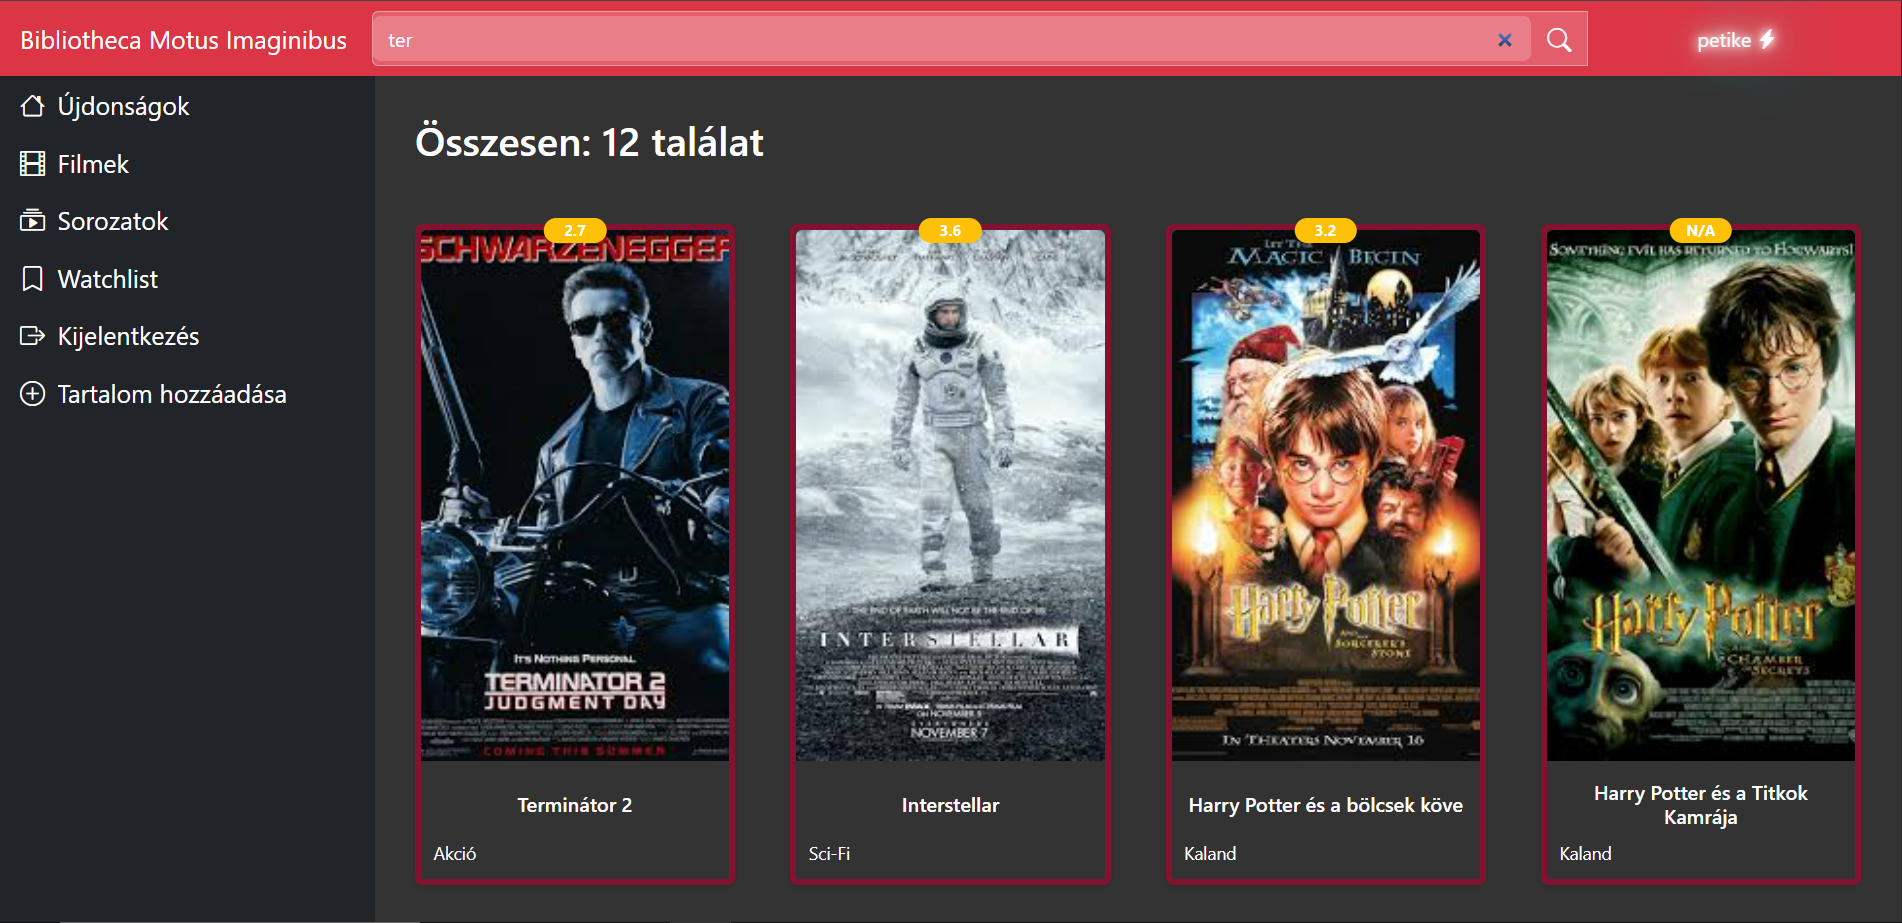 Bibliotheca Motus Imaginibus
ter
petike
Újdonságok
Filmek
Sorozatok
Watchlist
Kijelentkezés
Tartalom hozzáadása
Összesen: 12 találat
2.7
SCHWARZENEGGER
IT'S NOTHING PERSONAL.
TERMINATOR 2
JUDGMENT DAY
COMING THIS SUMMER
Terminátor 2
Akció
3.6
THE END OF EARTH WILL NOT BE THE END OF US
INTERSTELLAR
NOVEMBER 7
Interstellar
Sci-Fi
3.2
LET THE
MAGIC BEGIN
Harry Potter
AND THE
SORCERER'S
STONE
IN THEATERS NOVEMBER 16
Harry Potter és a bölcsek köve
Kaland
N/A
SOMETHING EVIL HAS RETURNED TO HOGWARTS!
Harry Potter
AND THE
CHAMBER
OF SECRETS
Harry Potter és a Titkok
Kamrája
Kaland